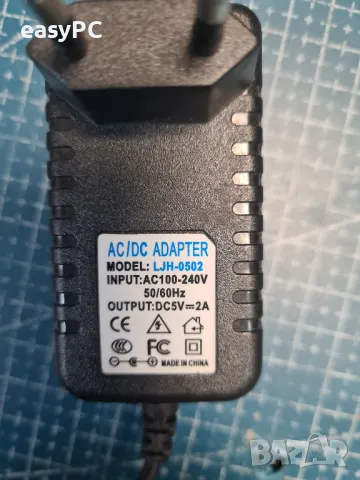 easyPC
AC/DC ADAPTER
MODEL: LJH-0502
INPUT:AC100-240V
50/60Hz
OUTPUT:DC5V⎓2A
CE
FC
MADE IN CHINA
BAZAR